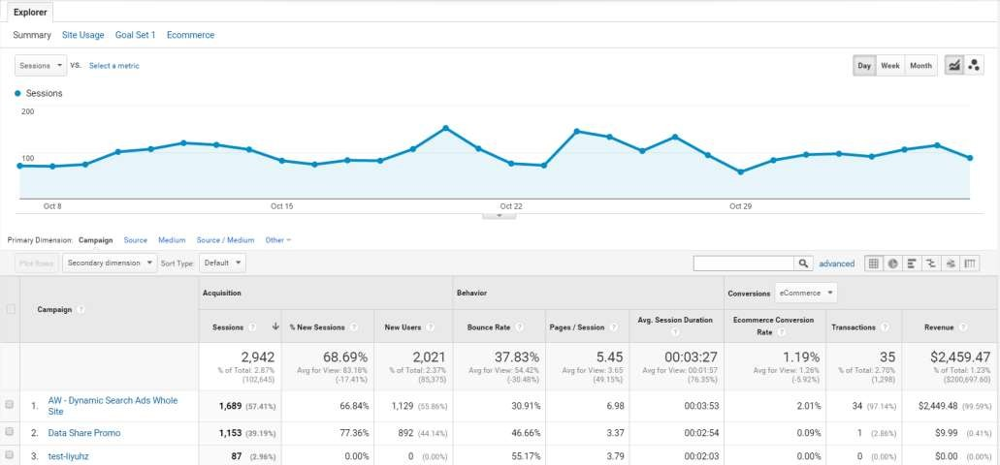 Explorer
Summary Site Usage Goal Set 1 Ecommerce
Sessions VS. Select a metric Day Week Month
Sessions
200
100
Oct 8 Oct 15 Oct 22 Oct 29
Primary Dimension: Campaign Source Medium Source / Medium Other
Plot Rows Secondary dimension Sort Type: Default advanced
Acquisition Behavior Conversions eCommerce
Campaign ? Sessions ? % New Sessions ? New Users ? Bounce Rate ? Pages / Session ? Avg. Session Duration ? Ecommerce Conversion Rate ? Transactions ? Revenue ?
2,942 68.69% 2,021 37.83% 5.45 00:03:27 1.19% 35 $2,459.47
% of Total: 2.87% Avg for View: 83.18% % of Total: 2.37% Avg for View: 54.42% Avg for View: 3.65 Avg for View: 00:01:57 Avg for View: 1.26% % of Total: 2.70% % of Total: 1.23%
(102,645) (-17.41%) (85,375) (-30.48%) (49.15%) (76.35%) (-5.92%) (1,298) ($200,697.60)
1. AW - Dynamic Search Ads Whole Site 1,689 (57.41%) 66.84% 1,129 (55.86%) 30.91% 6.98 00:03:53 2.01% 34 (97.14%) $2,449.48 (99.59%)
2. Data Share Promo 1,153 (39.19%) 77.36% 892 (44.14%) 46.66% 3.37 00:02:54 0.09% 1 (2.86%) $9.99 (0.41%)
3. test-liyuhz 87 (2.96%) 0.00% 0 (0.00%) 55.17% 3.79 00:02:03 0.00% 0 (0.00%) $0.00 (0.00%)